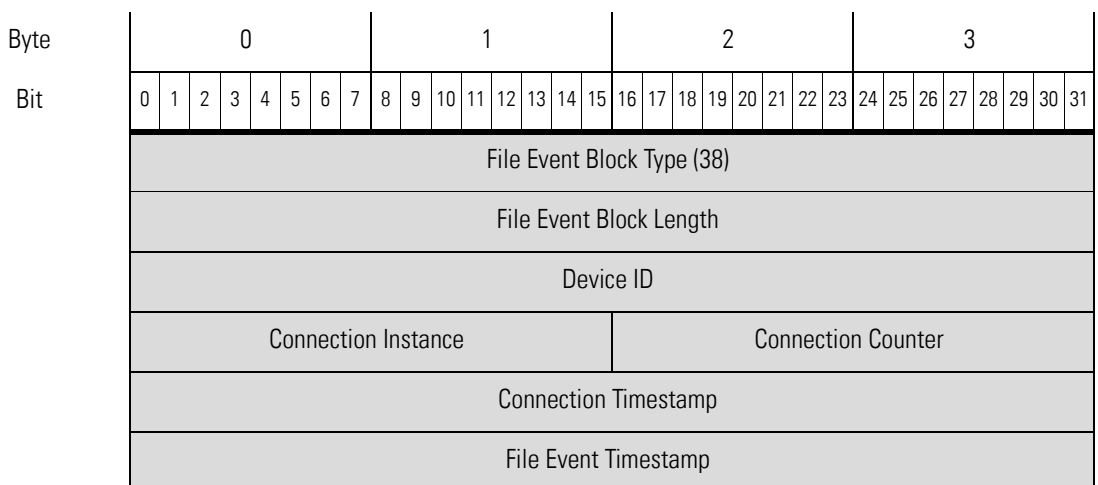 Byte 0 1 2 3
Bit 0 1 2 3 4 5 6 7 8 9 10 11 12 13 14 15 16 17 18 19 20 21 22 23 24 25 26 27 28 29 30 31
File Event Block Type (38)
File Event Block Length
Device ID
Connection Instance Connection Counter
Connection Timestamp
File Event Timestamp